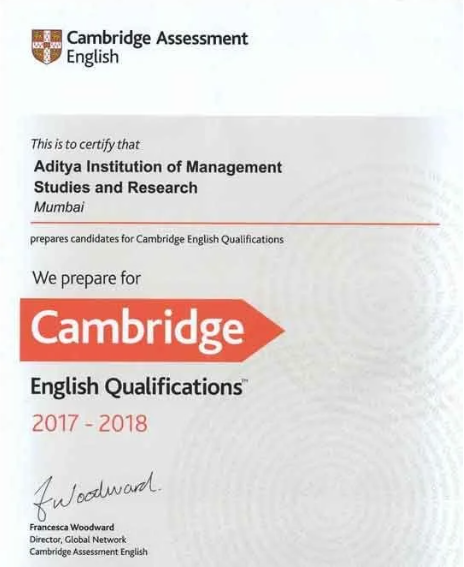 Cambridge Assessment
English
This is to certify that
Aditya Institution of Management
Studies and Research
Mumbai
prepares candidates for Cambridge English Qualifications
We prepare for
Cambridge
English Qualifications™
2017 - 2018
F Woodward.
Francesca Woodward
Director, Global Network
Cambridge Assessment English